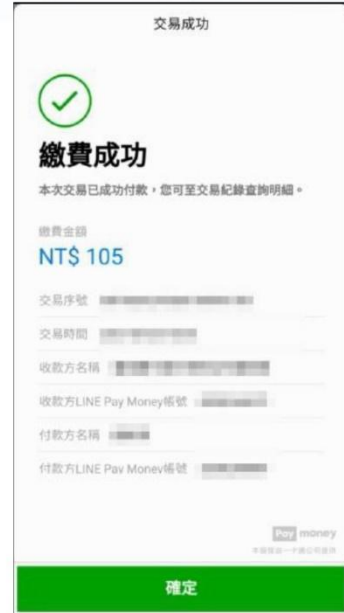 交易成功
繳費成功
本次交易已成功付款，您可至交易紀錄查詢明細。
繳費金額
NT$ 105
交易序號
交易時間
收款方名稱
收款方LINE Pay Money帳號
付款方名稱
付款方LINE Pay Money帳號
Pay money
確定